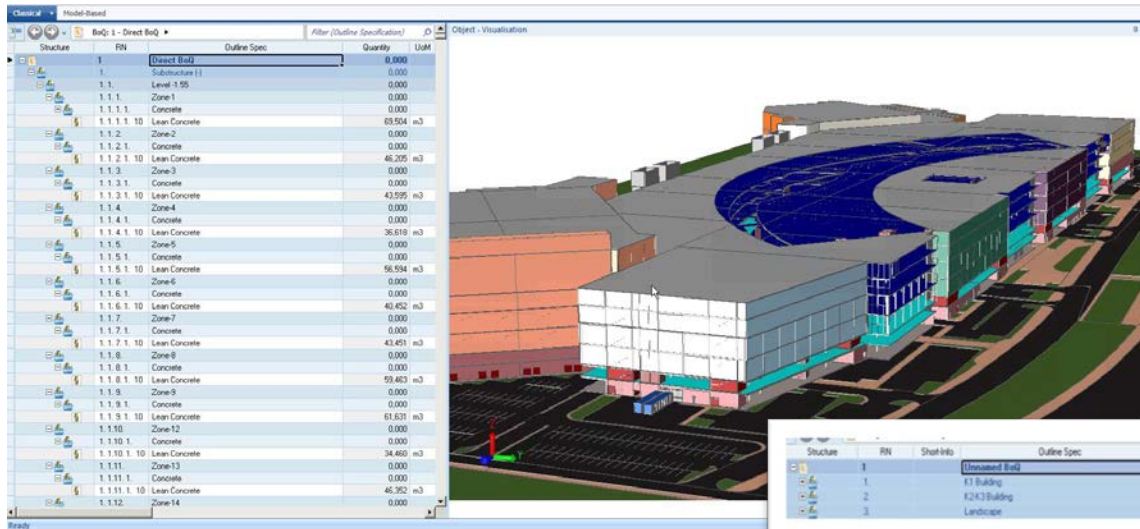 Classical Model-Based
BoQ: 1 - Direct BoQ Filter (Outline Specification)
Object - Visualisation
Structure RN Outline Spec Quantity UoM
1 Direct BoQ 0,000
1. Substructure (-) 0,000
1. 1. Level -1.55 0,000
1. 1. 1. Zone-1 0,000
1. 1. 1. 1. Concrete 0,000
1. 1. 1. 1. 10 Lean Concrete 69,504 m3
1. 1. 2. Zone-2 0,000
1. 1. 2. 1. Concrete 0,000
1. 1. 2. 1. 10 Lean Concrete 46,205 m3
1. 1. 3. Zone-3 0,000
1. 1. 3. 1. Concrete 0,000
1. 1. 3. 1. 10 Lean Concrete 43,595 m3
1. 1. 4. Zone-4 0,000
1. 1. 4. 1. Concrete 0,000
1. 1. 4. 1. 10 Lean Concrete 36,618 m3
1. 1. 5. Zone-5 0,000
1. 1. 5. 1. Concrete 0,000
1. 1. 5. 1. 10 Lean Concrete 56,594 m3
1. 1. 6. Zone-6 0,000
1. 1. 6. 1. Concrete 0,000
1. 1. 6. 1. 10 Lean Concrete 40,452 m3
1. 1. 7. Zone-7 0,000
1. 1. 7. 1. Concrete 0,000
1. 1. 7. 1. 10 Lean Concrete 43,451 m3
1. 1. 8. Zone-8 0,000
1. 1. 8. 1. Concrete 0,000
1. 1. 8. 1. 10 Lean Concrete 59,463 m3
1. 1. 9. Zone-9 0,000
1. 1. 9. 1. Concrete 0,000
1. 1. 9. 1. 10 Lean Concrete 61,631 m3
1. 1.10. Zone-12 0,000
1. 1.10. 1. Concrete 0,000
1. 1.10. 1. 10 Lean Concrete 34,460 m3
1. 1.11. Zone-13 0,000
1. 1.11. 1. Concrete 0,000
1. 1.11. 1. 10 Lean Concrete 46,352 m3
1. 1.12. Zone-14 0,000
Ready
Z
Y
Structure RN Short-Info Outline Spec
1 Unnamed BoQ
1. K1 Building
2. K2-K3 Building
3. Landscape